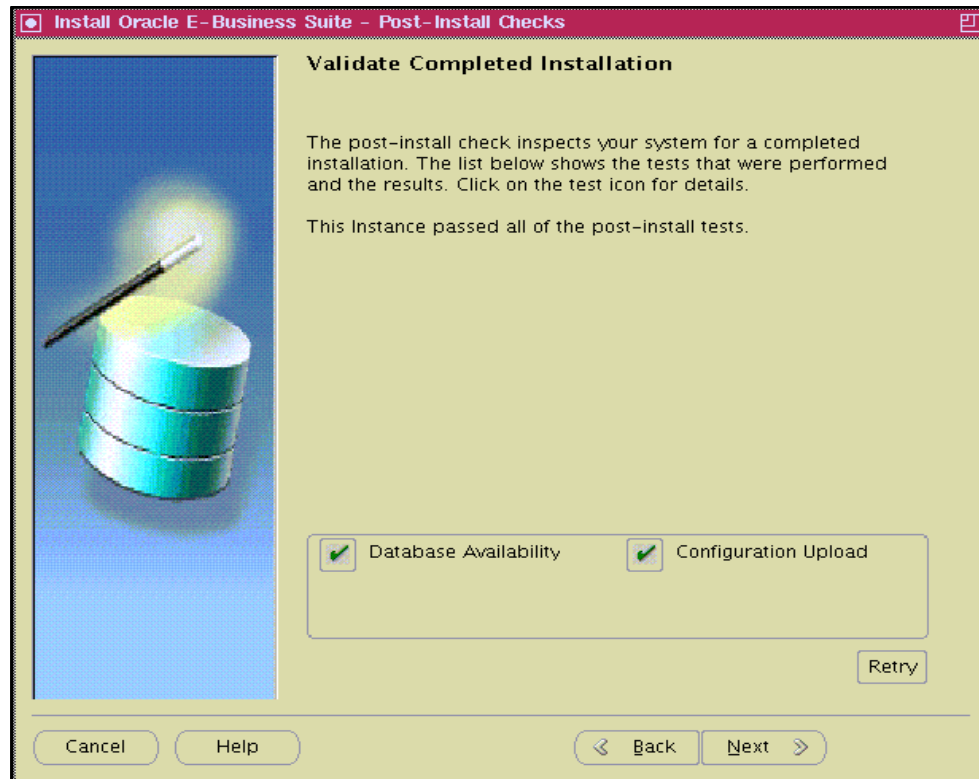 Install Oracle E-Business Suite - Post-Install Checks
Validate Completed Installation
The post-install check inspects your system for a completed
installation. The list below shows the tests that were performed
and the results. Click on the test icon for details.
This Instance passed all of the post-install tests.
Database Availability
Configuration Upload
Retry
Cancel
Help
Back
Next